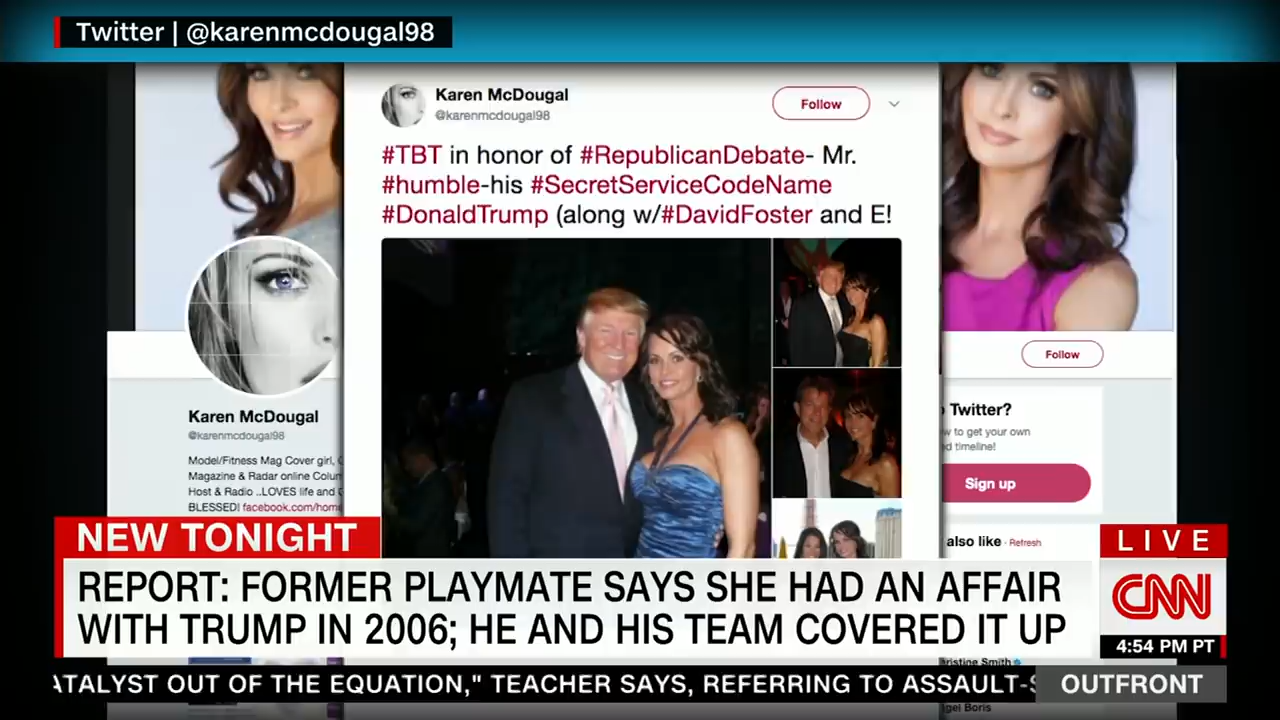 Twitter | @karenmcdougal98
Karen McDougal
@karenmcdougal98
Follow
#TBT in honor of #RepublicanDebate- Mr.
#humble-his #SecretServiceCodeName
#DonaldTrump (along w/#DavidFoster and E!
Karen McDougal
@karenmcdougal98
Model/Fitness Mag Cover girl,
Magazine & Radar online
Host & Radio ..LOVES life and
BLESSED! facebook.com/home
Follow
Twitter?
to get your own
timeline!
Sign up
also like · Refresh
NEW TONIGHT
REPORT: FORMER PLAYMATE SAYS SHE HAD AN AFFAIR
WITH TRUMP IN 2006; HE AND HIS TEAM COVERED IT UP
LIVE
CNN
4:54 PM PT
ATALYST OUT OF THE EQUATION," TEACHER SAYS, REFERRING TO ASSAULT-
OUTFRONT
Smith
Boris